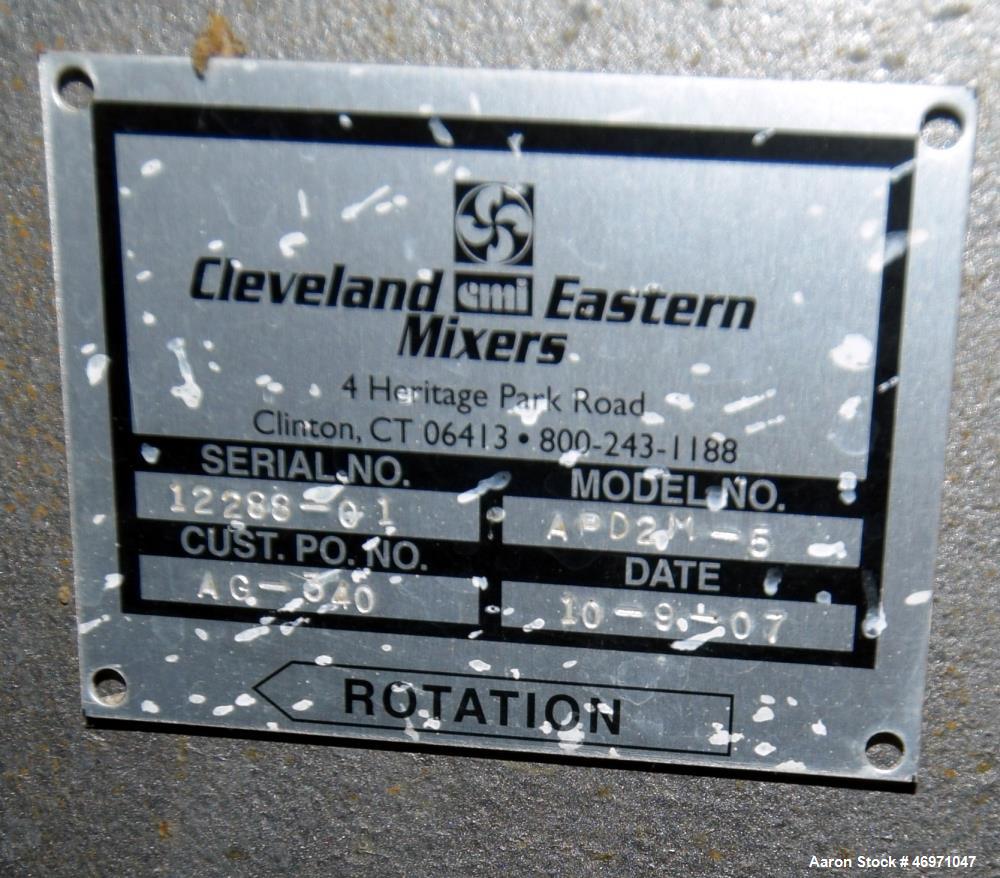 Cleveland emi Eastern
Mixers
4 Heritage Park Road
Clinton, CT 06413 • 800-243-1188
SERIAL NO. MODEL NO.
12288-01 APD2M-5
CUST. PO. NO. DATE
AG-340 10-9-07
ROTATION
Aaron Stock # 46971047